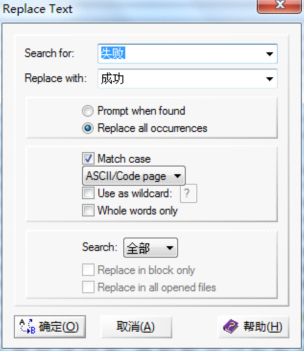 Replace Text
Search for: 失败
Replace with: 成功
Prompt when found
Replace all occurrences
Match case
ASCII/Code page
Use as wildcard: ?
Whole words only
Search: 全部
Replace in block only
Replace in all opened files
确定(O) 取消(A) 帮助(H)